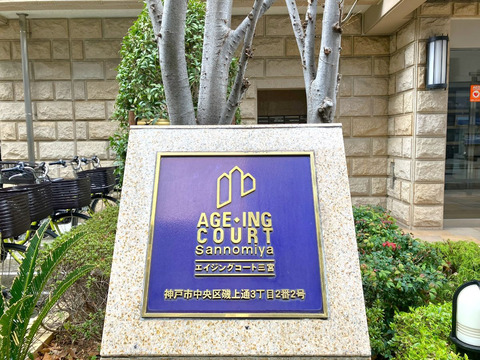 AGE·ING
COURT
Sannomiya
エイジングコート三宮
神戸市中央区磯上通3丁目2番2号